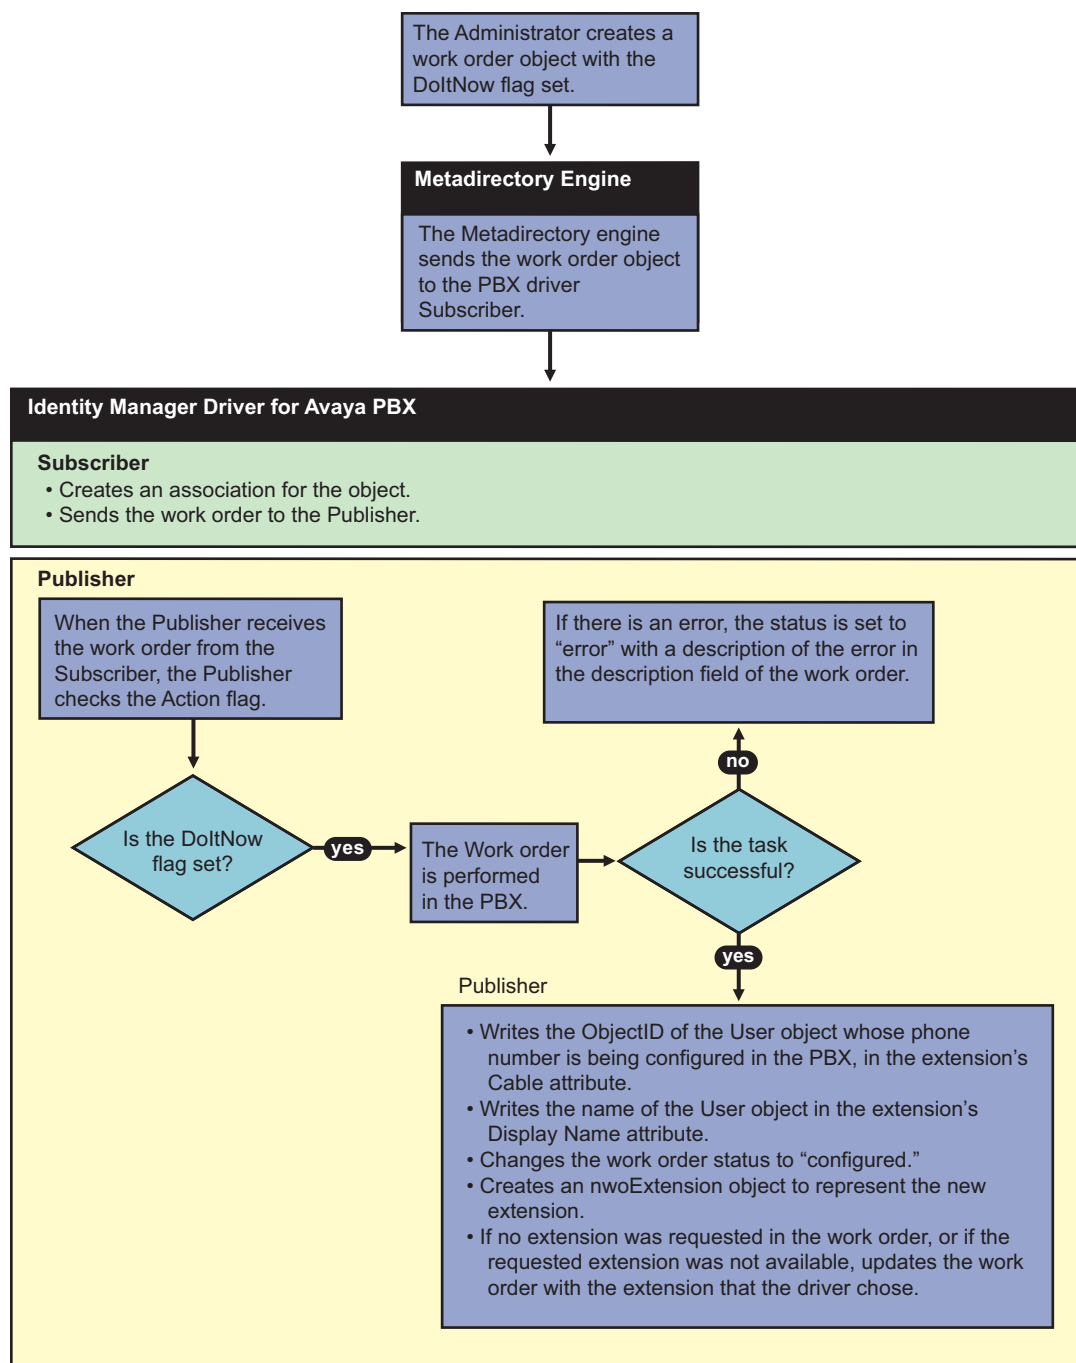 The Administrator creates a
work order object with the
DoItNow flag set.
Metadirectory Engine
The Metadirectory engine
sends the work order object
to the PBX driver
Subscriber.
Identity Manager Driver for Avaya PBX
Subscriber
• Creates an association for the object.
• Sends the work order to the Publisher.
Publisher
When the Publisher receives
the work order from the
Subscriber, the Publisher
checks the Action flag.
If there is an error, the status is set to
“error” with a description of the error in
the description field of the work order.
no
Is the DoItNow
flag set?
yes
The Work order
is performed
in the PBX.
Is the task
successful?
yes
Publisher
• Writes the ObjectID of the User object whose phone
number is being configured in the PBX, in the extension’s
Cable attribute.
• Writes the name of the User object in the extension’s
Display Name attribute.
• Changes the work order status to “configured.”
• Creates an nwoExtension object to represent the new
extension.
• If no extension was requested in the work order, or if the
requested extension was not available, updates the work
order with the extension that the driver chose.